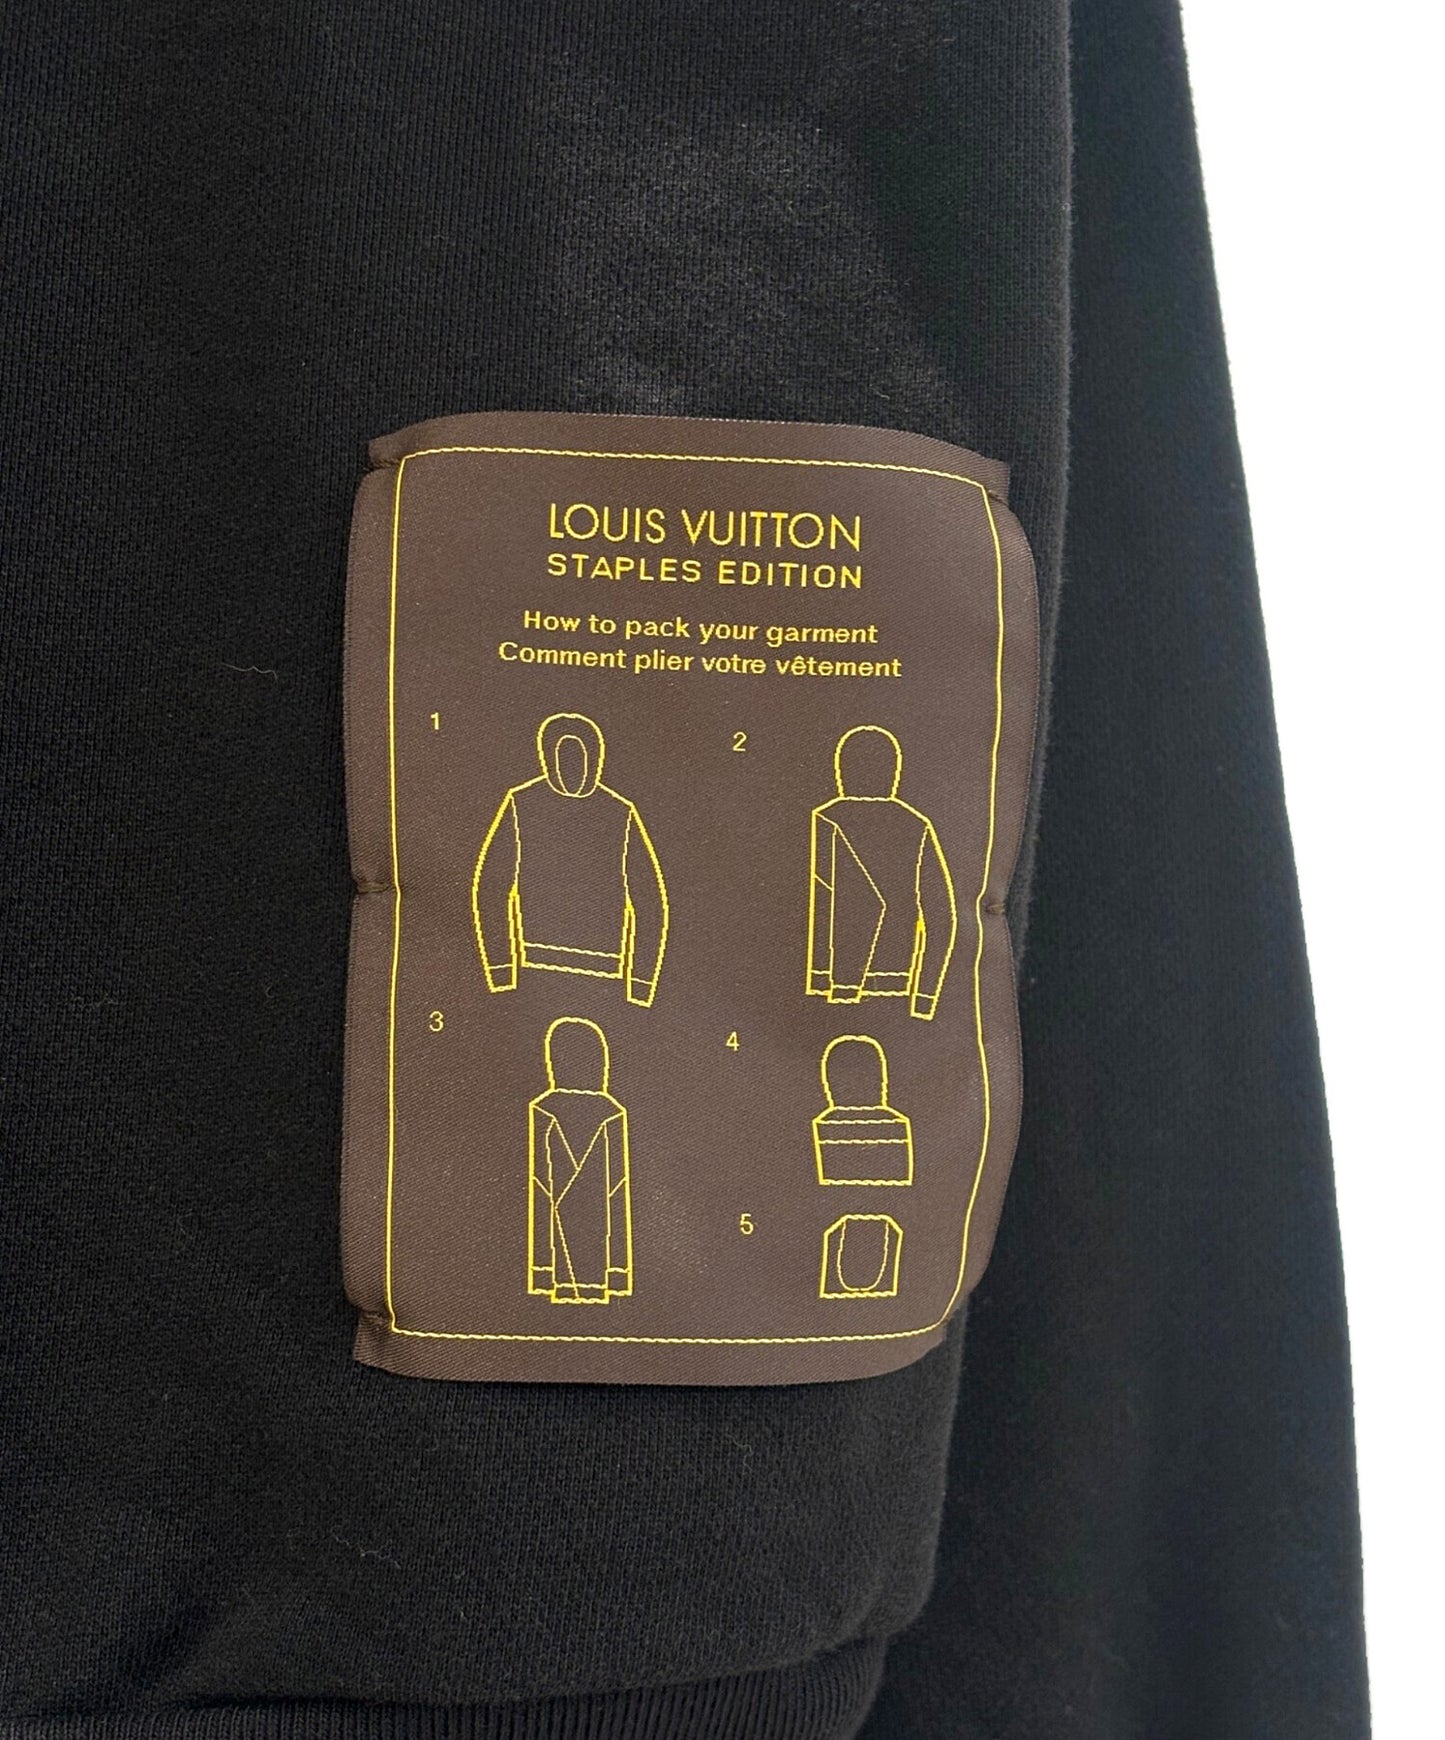 LOUIS VUITTON
STAPLES EDITION
How to pack your garment
Comment plier votre vêtement
1
2
3
4
5